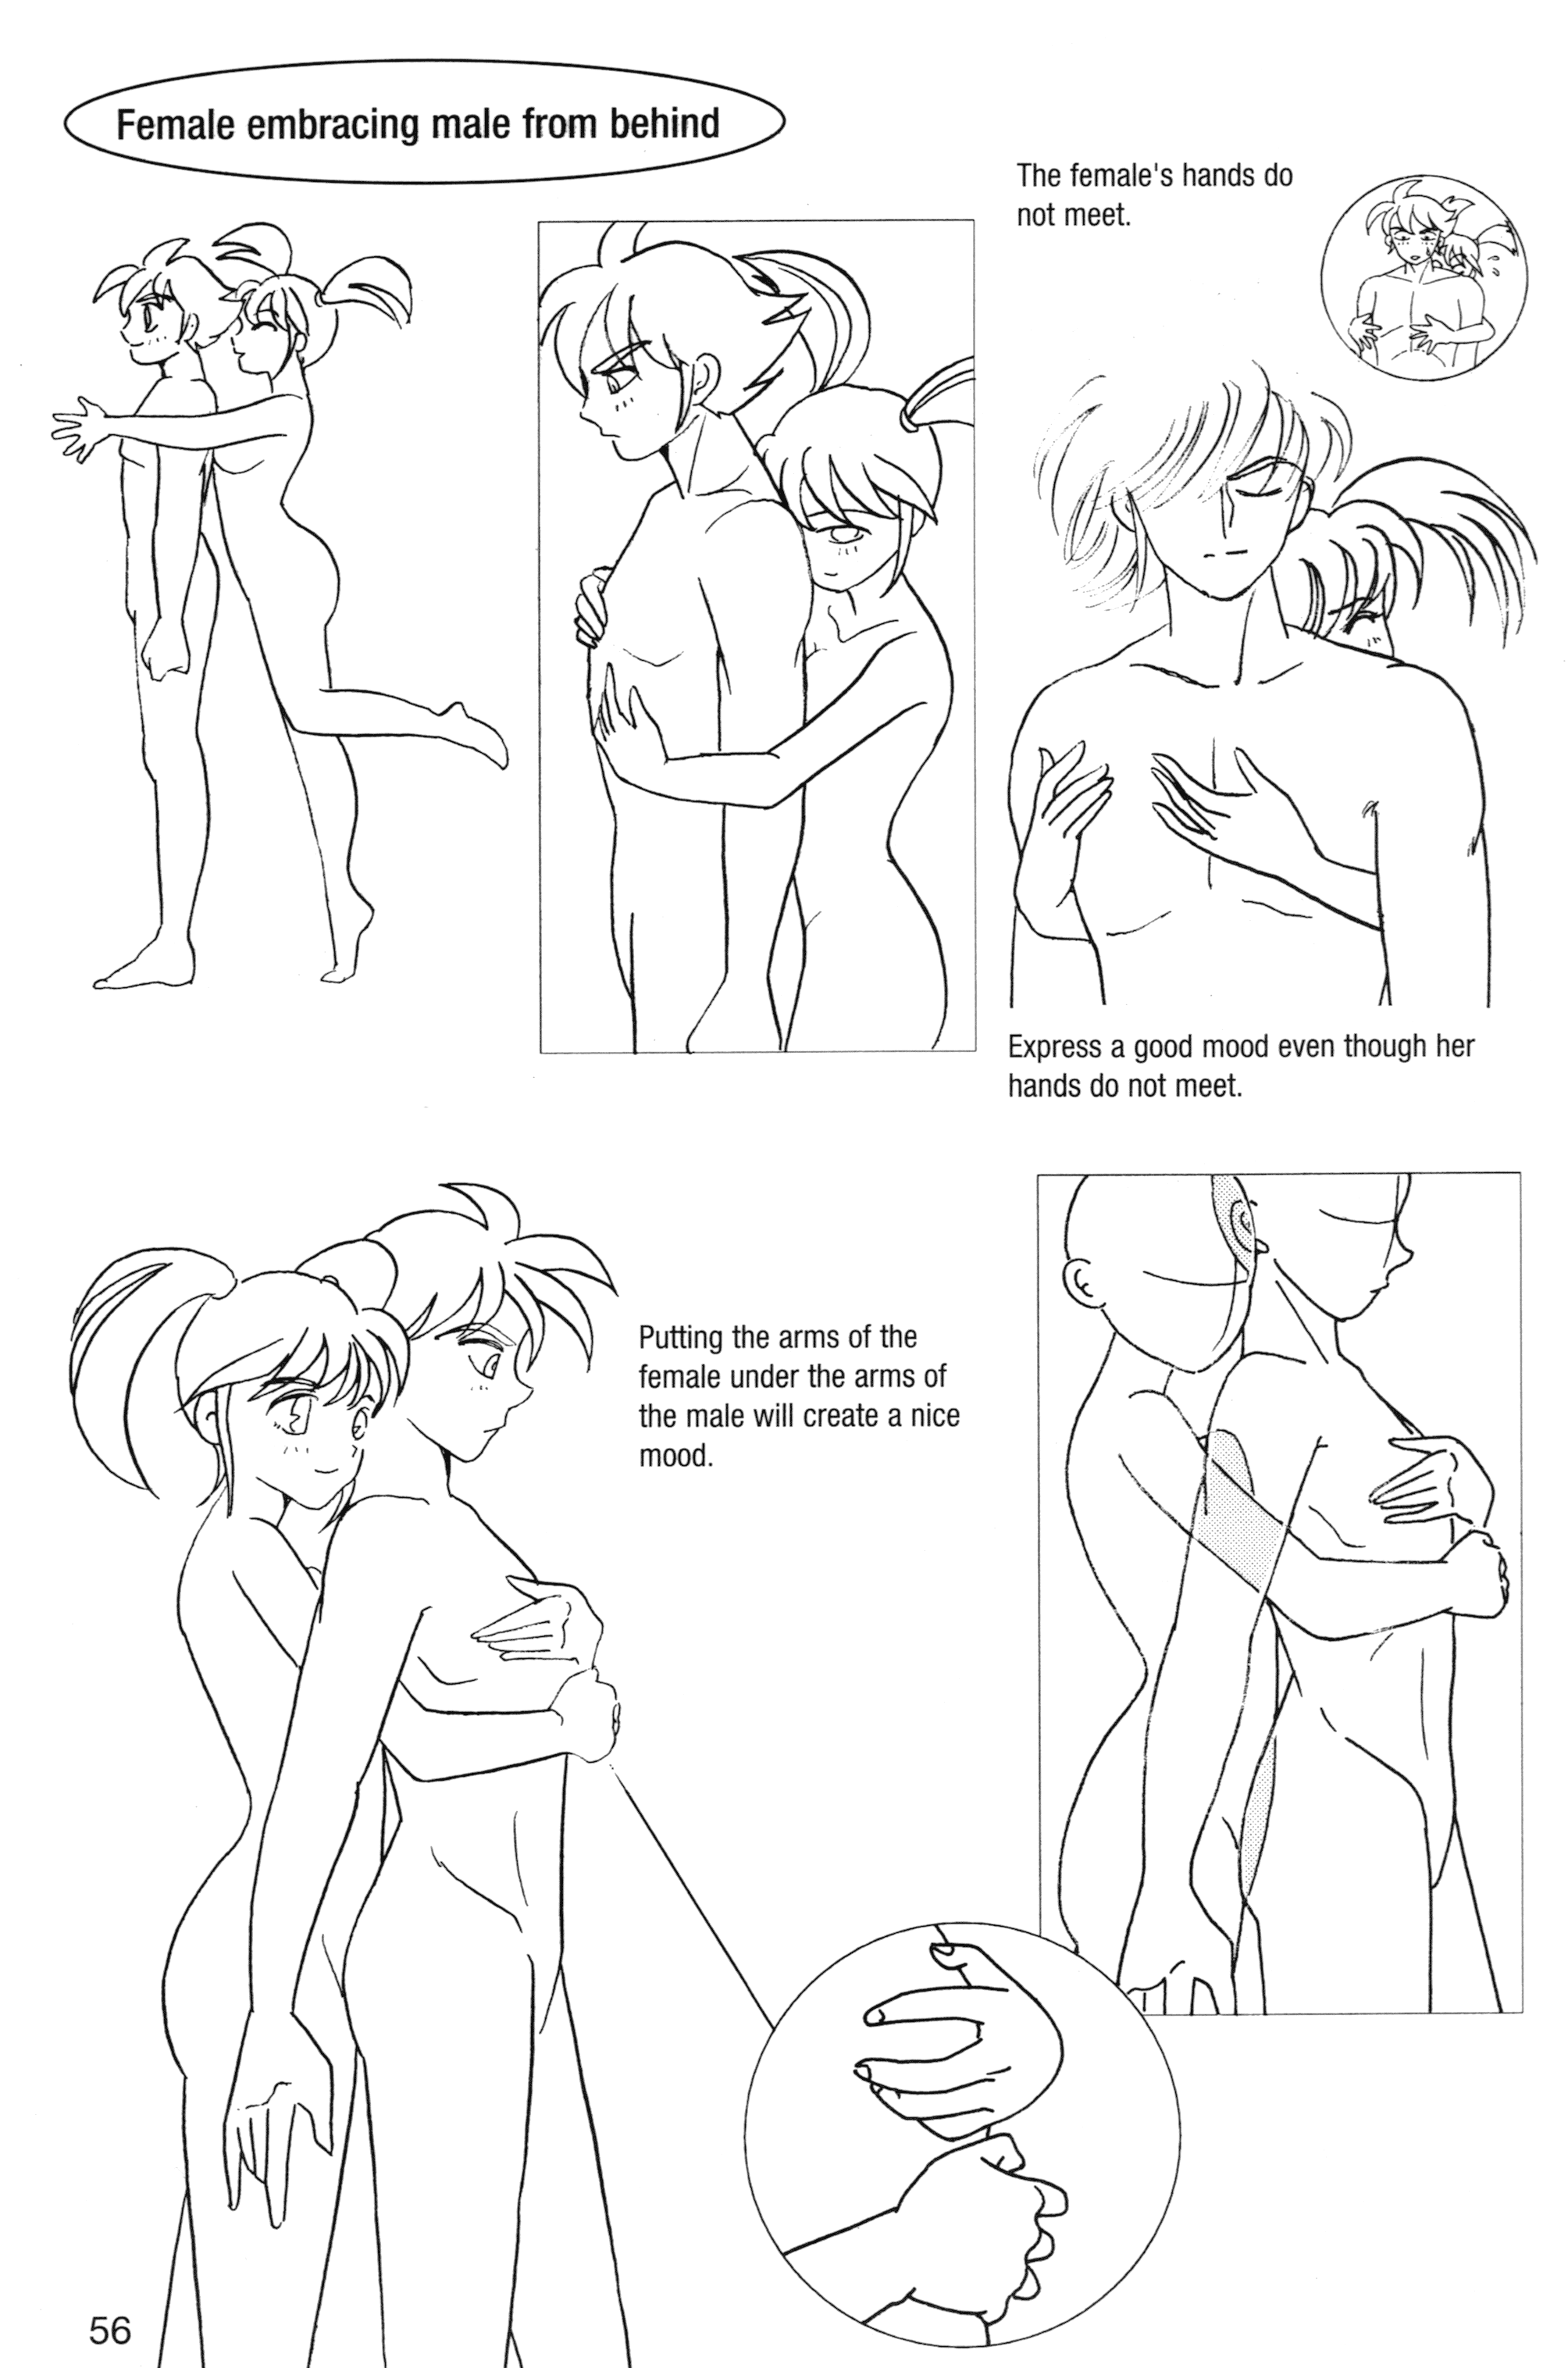 Female embracing male from behind
The female's hands do
not meet.
Express a good mood even though her
hands do not meet.
Putting the arms of the
female under the arms of
the male will create a nice
mood.
56